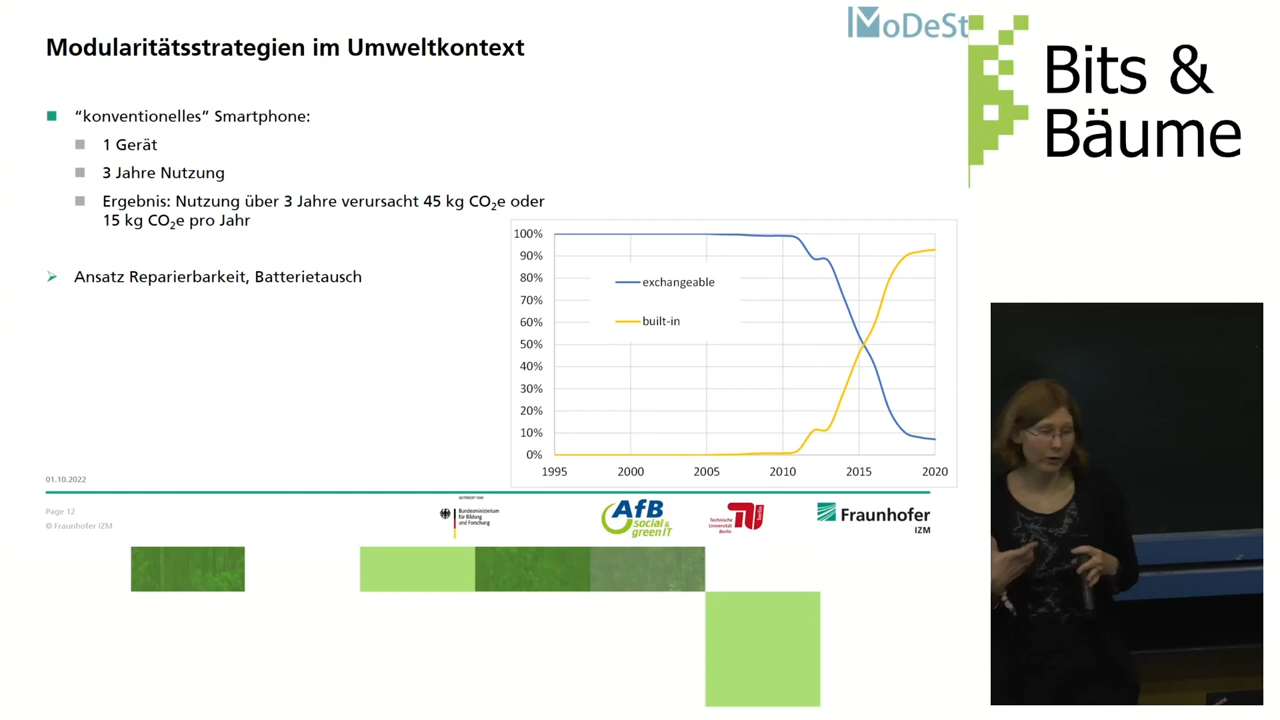 MoDeSt
Modularitätsstrategien im Umweltkontext
Bits &
Bäume
“konventionelles” Smartphone:
1 Gerät
3 Jahre Nutzung
Ergebnis: Nutzung über 3 Jahre verursacht 45 kg CO2e oder
15 kg CO2e pro Jahr
Ansatz Reparierbarkeit, Batterietausch
100%
90%
80%
70%
60%
50%
40%
30%
20%
10%
0%
exchangeable
built-in
1995 2000 2005 2010 2015 2020
01.10.2022
Page 12
© Fraunhofer IZM
GEFÖRDERT VOM
Bundesministerium
für Bildung
und Forschung
AfB
social &
green IT
Technische
Universität
Berlin
berlin
Fraunhofer
IZM